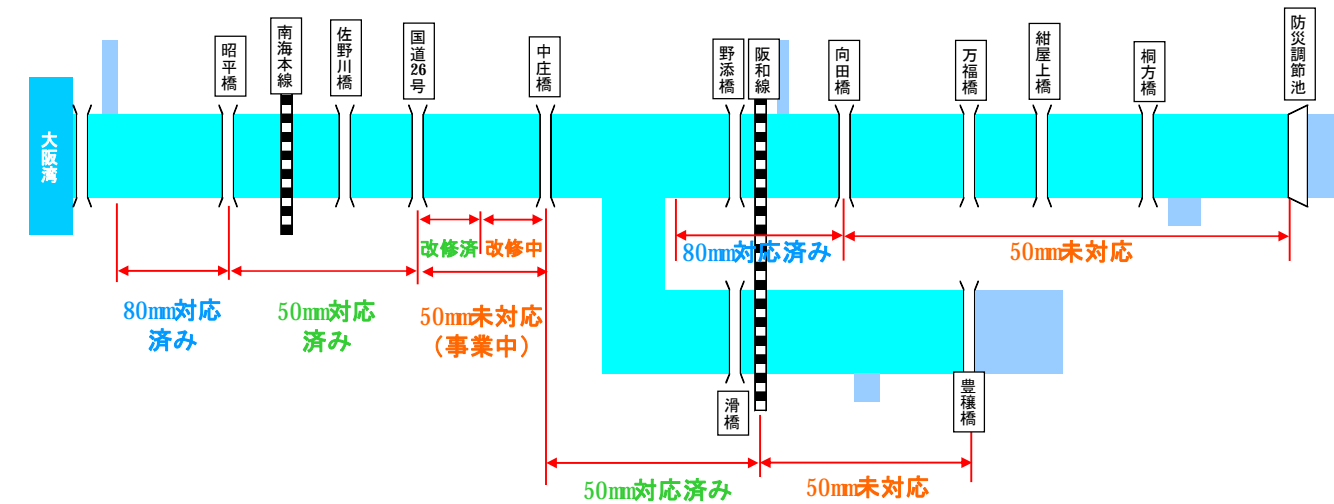 昭平橋
南海本線
佐野川橋
国道26号
中庄橋
野添橋
阪和線
向田橋
万福橋
紺屋上橋
桐方橋
防災調節池
大阪湾
改修済
改修中
80mm対応済み
50mm未対応
80mm対応
済み
50mm対応
済み
50mm未対応
(事業中)
滑橋
豊穣橋
50mm対応済み
50mm未対応